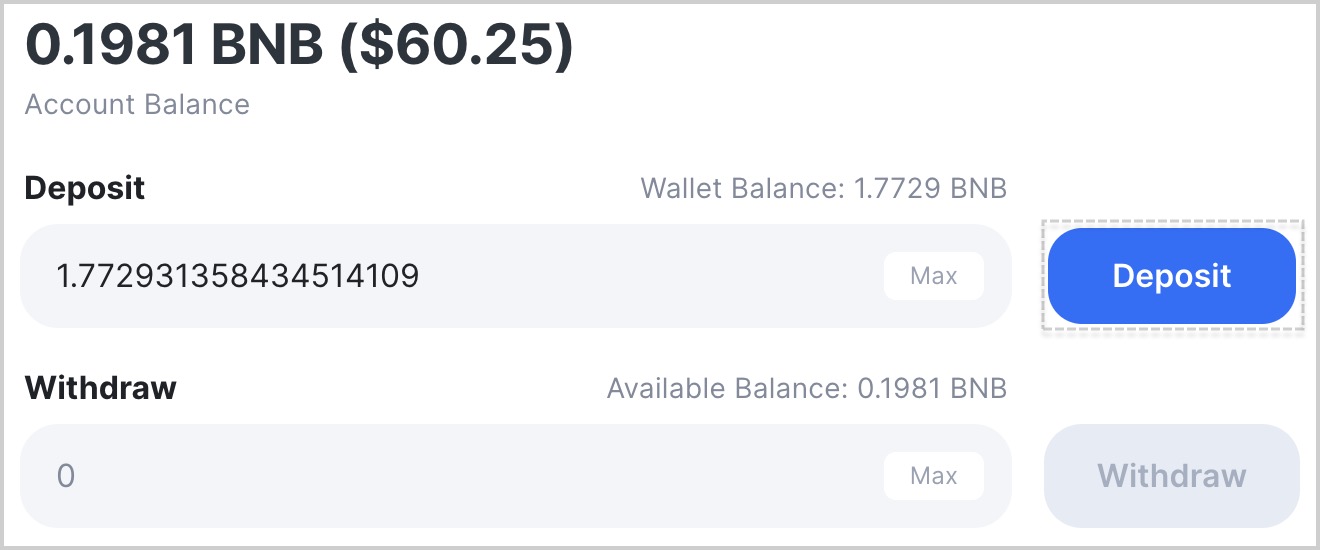 0.1981 BNB ($60.25)
Account Balance
Deposit Wallet Balance: 1.7729 BNB
1.772931358434514109 Max Deposit
Withdraw Available Balance: 0.1981 BNB
0 Max Withdraw